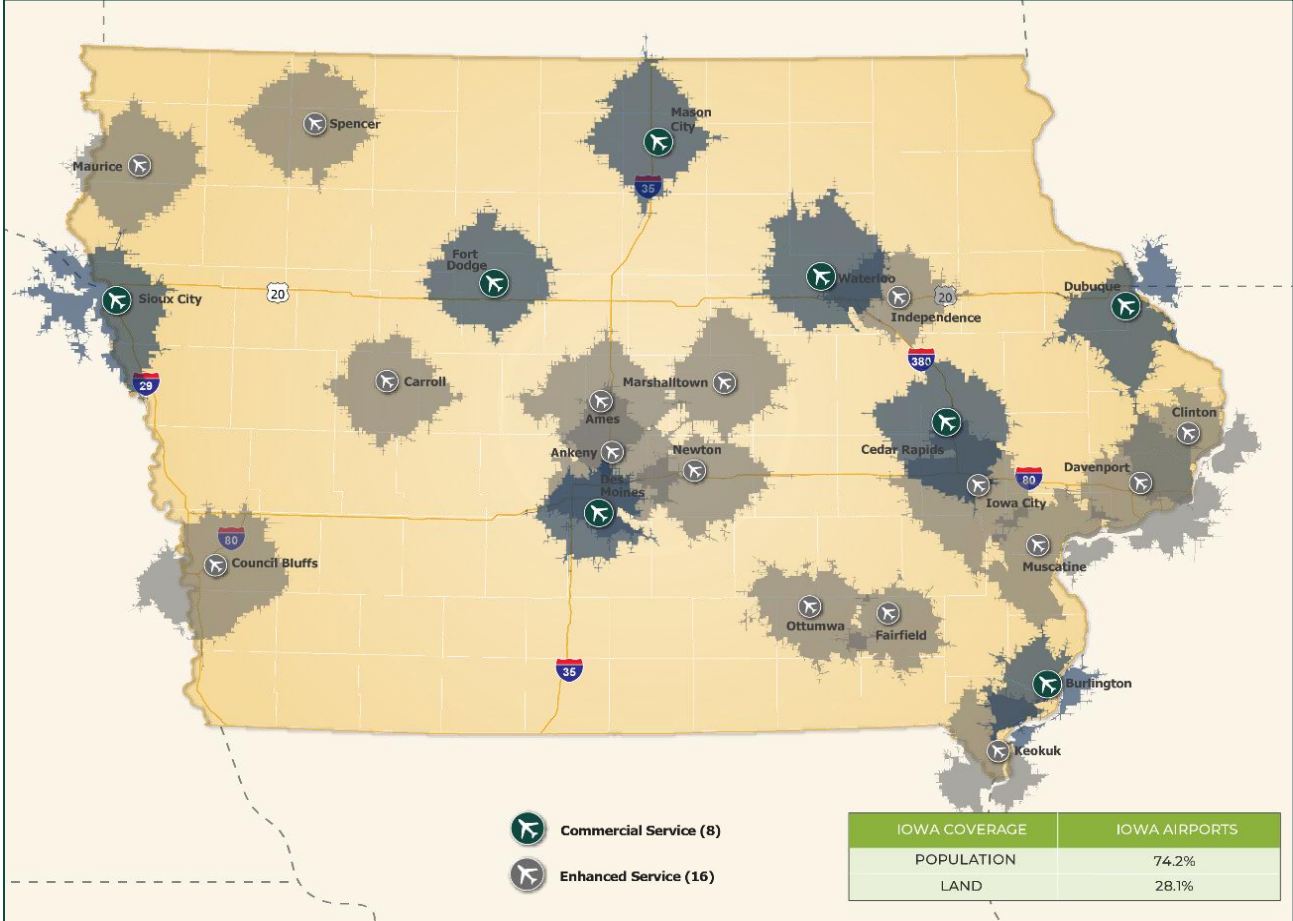 Mason
City
Spencer
Maurice
35
Fort
Dodge
Waterloo
Sioux City
20
Independence
20
Dubuque
380
29
Carroll
Marshalltown
Ames
Clinton
Ankeny
Newton
Cedar Rapids
Davenport
80
Des
Moines
Iowa City
80
Council Bluffs
Muscatine
Ottumwa
Fairfield
35
Burlington
Keokuk
Commercial Service (8)
Enhanced Service (16)
IOWA COVERAGE IOWA AIRPORTS
POPULATION 74.2%
LAND 28.1%